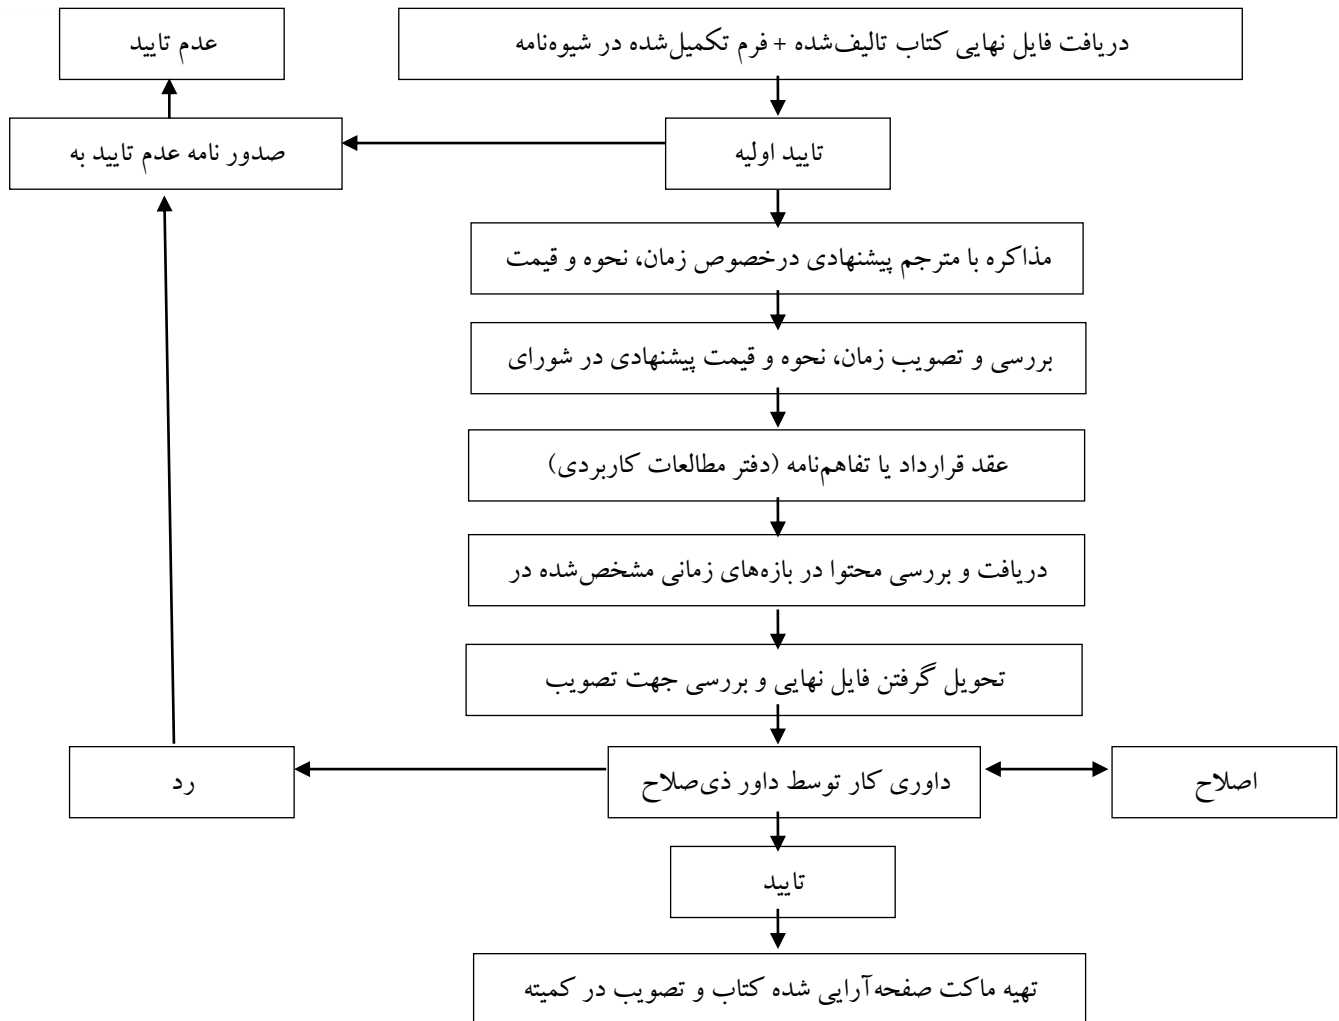 دریافت فایل نهایی کتاب تالیف‌شده + فرم تکمیل‌شده در شیوه‌نامه
عدم تایید
تایید اولیه
صدور نامه عدم تایید به
مذاکره با مترجم پیشنهادی درخصوص زمان، نحوه و قیمت
بررسی و تصویب زمان، نحوه و قیمت پیشنهادی در شورای
عقد قرارداد یا تفاهم‌نامه (دفتر مطالعات کاربردی)
دریافت و بررسی محتوا در بازه‌های زمانی مشخص‌شده در
تحویل گرفتن فایل نهایی و بررسی جهت تصویب
اصلاح
داوری کار توسط داور ذی‌صلاح
رد
تایید
تهیه ماکت صفحه‌آرایی شده کتاب و تصویب در کمیته